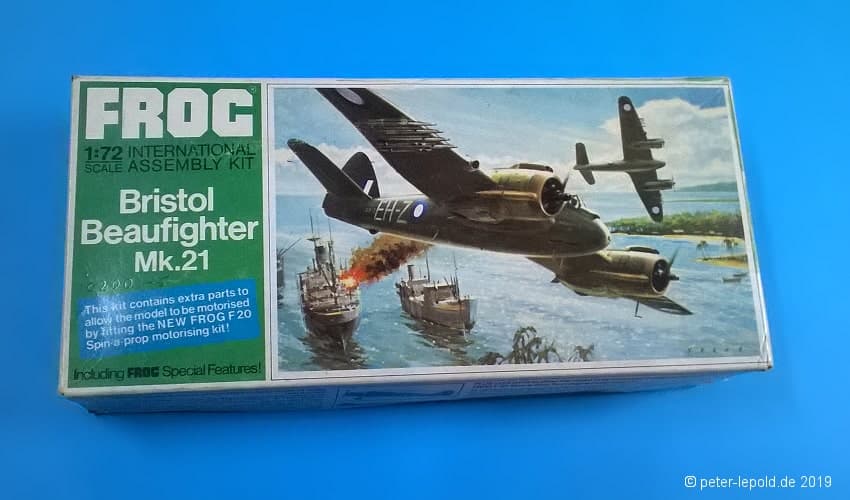 FROG
1:72 INTERNATIONAL
SCALE ASSEMBLY KIT
Bristol
Beaufighter
Mk.21
This kit contains extra parts to
allow the model to be motorised
by fitting the NEW FROG F20
Spin-a-prop motorising kit!
Including FROG Special Features!
EH-Z
© peter-lepold.de 2019